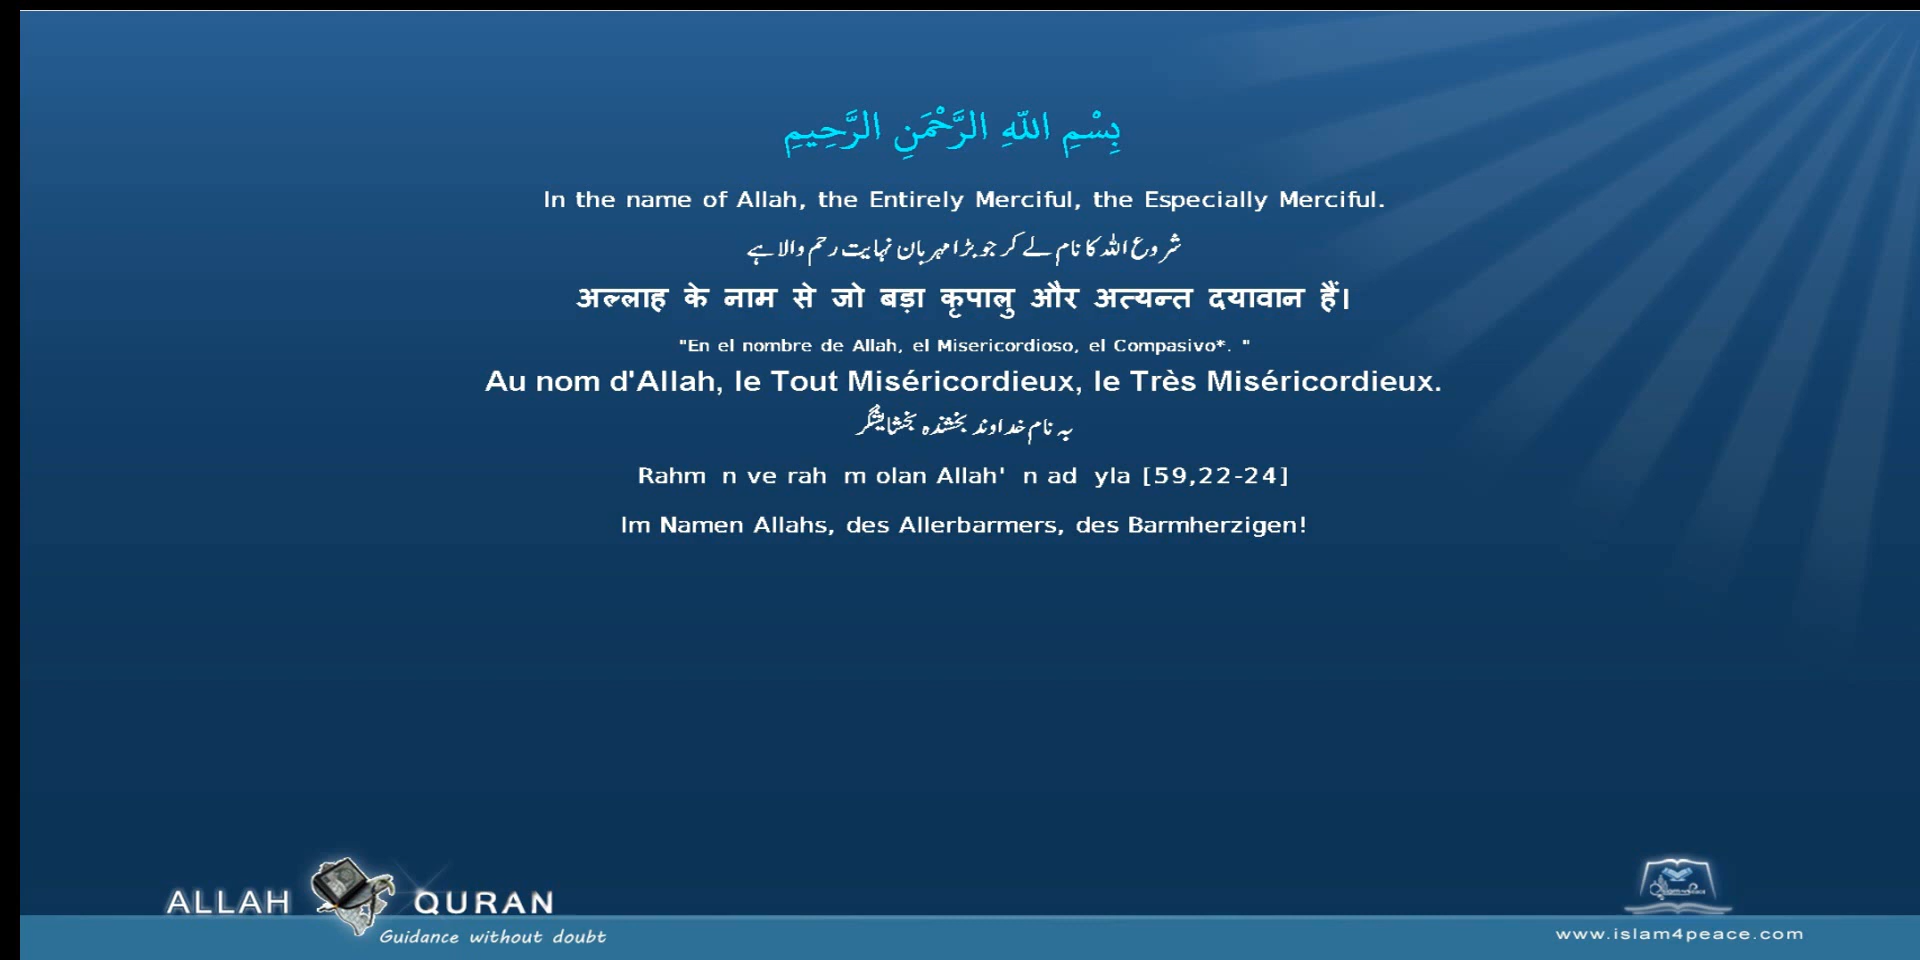 بِسْمِ اللّهِ الرَّحْمَنِ الرَّحِيمِ
In the name of Allah, the Entirely Merciful, the Especially Merciful.
شروع الله کا نام لے کر جو بڑا مہربان نہایت رحم والا ہے
अल्लाह के नाम से जो बड़ा कृपालु और अत्यन्त दयावान हैं।
"En el nombre de Allah, el Misericordioso, el Compasivo*. "
Au nom d'Allah, le Tout Miséricordieux, le Très Miséricordieux.
به نام خداوند بخشنده بخشایشگر
Rahm n ve rah m olan Allah' n ad yla [59,22-24]
Im Namen Allahs, des Allerbarmers, des Barmherzigen!
ALLAH QURAN
Guidance without doubt
www.islam4peace.com